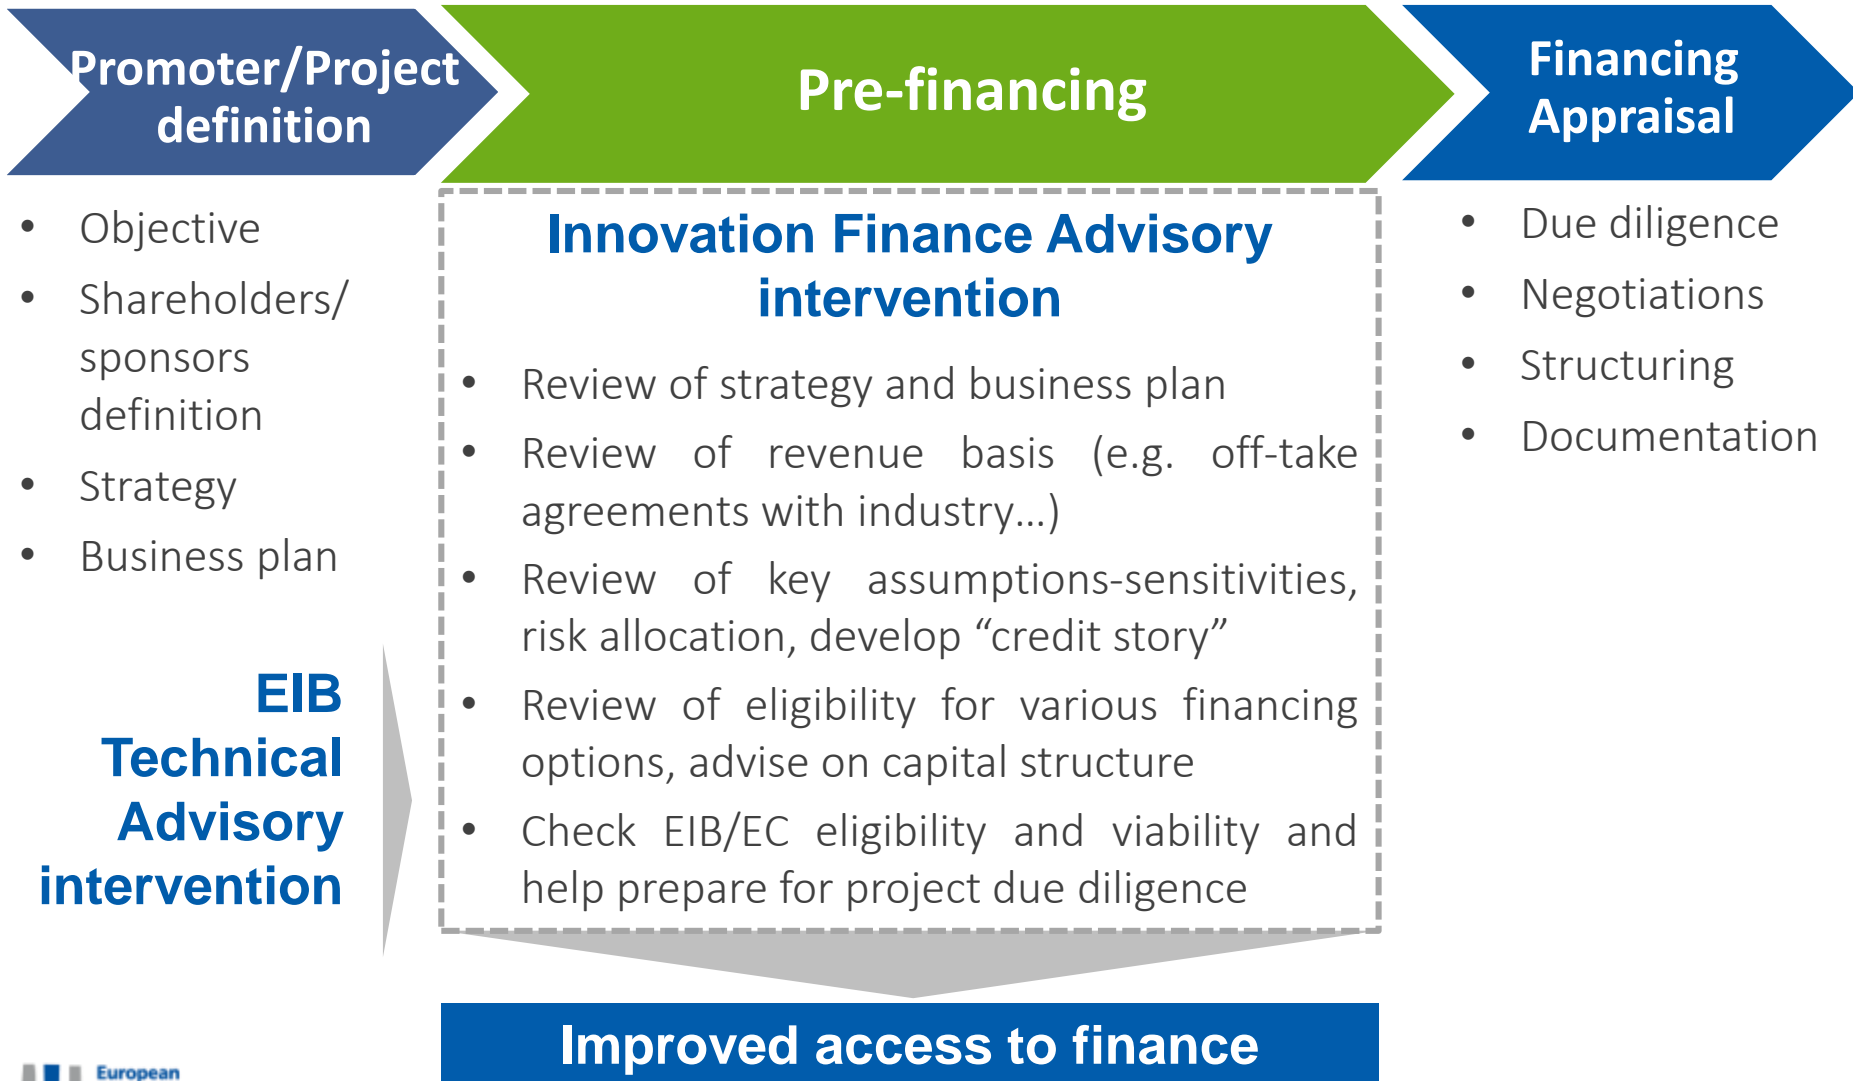 Promoter/Project
definition
Pre-financing
Financing
Appraisal
• Objective
• Shareholders/
sponsors
definition
• Strategy
• Business plan
EIB
Technical
Advisory
intervention
Innovation Finance Advisory
intervention
• Review of strategy and business plan
• Review of revenue basis (e.g. off-take
agreements with industry…)
• Review of key assumptions-sensitivities,
risk allocation, develop “credit story”
• Review of eligibility for various financing
options, advise on capital structure
• Check EIB/EC eligibility and viability and
help prepare for project due diligence
• Due diligence
• Negotiations
• Structuring
• Documentation
Improved access to finance
European